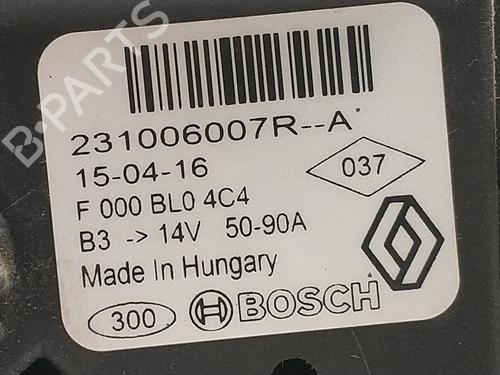 B-PARTS
231006007R--A
15-04-16
037
F 000 BL0 4C4
B3 -> 14V 50-90A
Made In Hungary
300
BOSCH